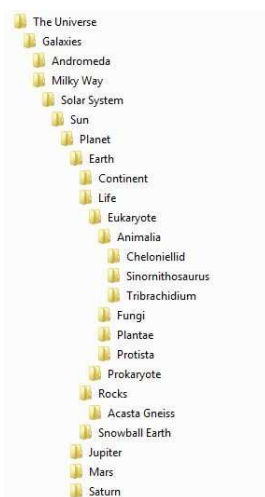 The Universe
Galaxies
Andromeda
Milky Way
Solar System
Sun
Planet
Earth
Continent
Life
Eukaryote
Animalia
Cheloniellid
Sinornithosaurus
Tribrachidium
Fungi
Plantae
Protista
Prokaryote
Rocks
Acasta Gneiss
Snowball Earth
Jupiter
Mars
Saturn